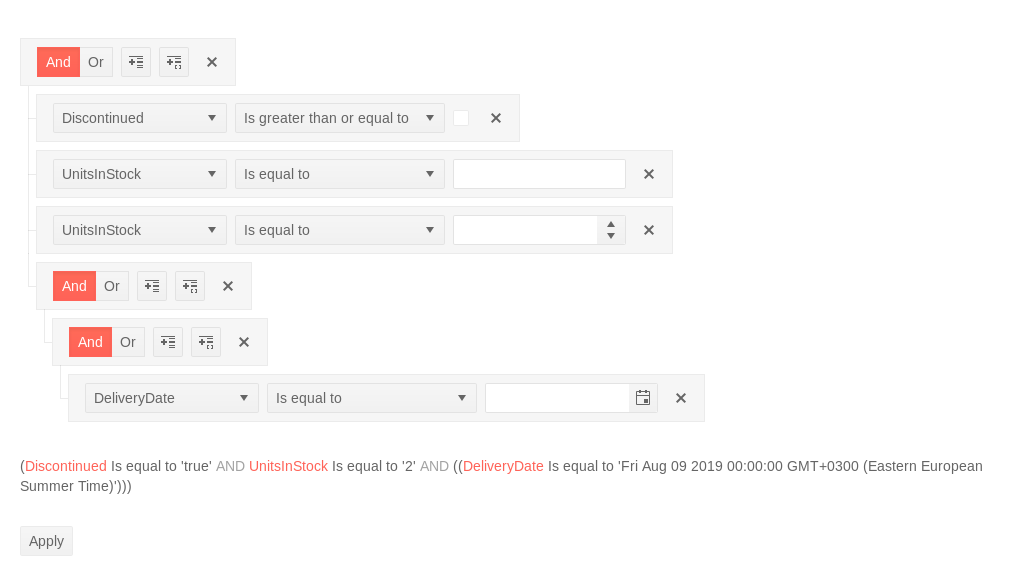 And Or
Discontinued Is greater than or equal to
UnitsInStock Is equal to
UnitsInStock Is equal to
And Or
And Or
DeliveryDate Is equal to
(Discontinued Is equal to 'true' AND UnitsInStock Is equal to '2' AND ((DeliveryDate Is equal to 'Fri Aug 09 2019 00:00:00 GMT+0300 (Eastern European
Summer Time)')))
Apply